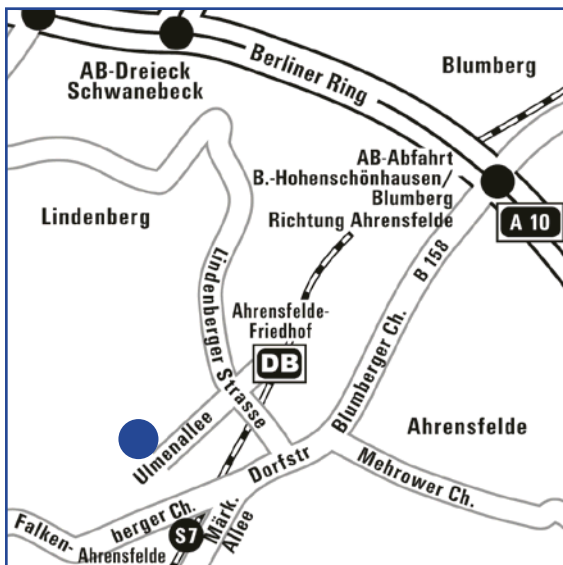 AB-Dreieck
Schwanebeck
Berliner Ring
Blumberg
AB-Abfahrt
B.-Hohenschönhausen/
Blumberg
Richtung Ahrensfelde
A 10
Lindenberg
B 158
Lindenberger Strasse
Ahrensfelde-
Friedhof
DB
Blumberger Ch.
Ahrensfelde
Ulmenallee
Dorfstr
Mehrower Ch.
Falken-
berger Ch.
Märk.
Allee
S7
Ahrensfelde